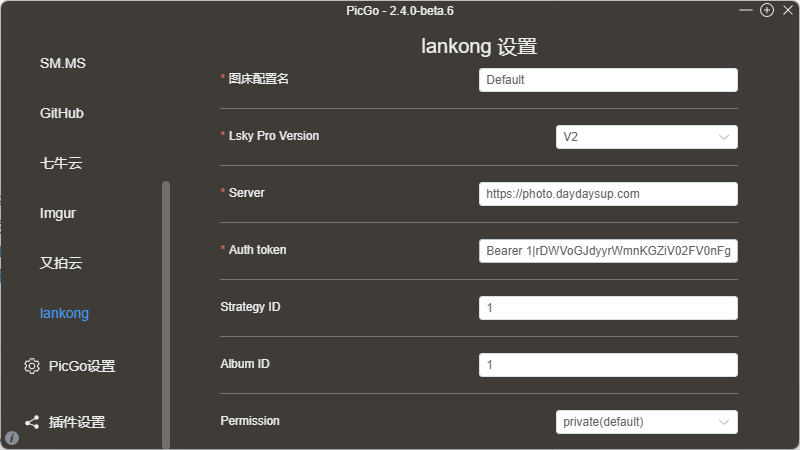 PicGo - 2.4.0-beta.6
lankong 设置
SM.MS
GitHub
七牛云
Imgur
又拍云
lankong
PicGo设置
插件设置
* 图床配置名
Default
* Lsky Pro Version
V2
* Server
https://photo.daydaysup.com
* Auth token
Bearer 1|rDWVoGJdyyrWmnKGZiV02FV0nFg
Strategy ID
1
Album ID
1
Permission
private(default)